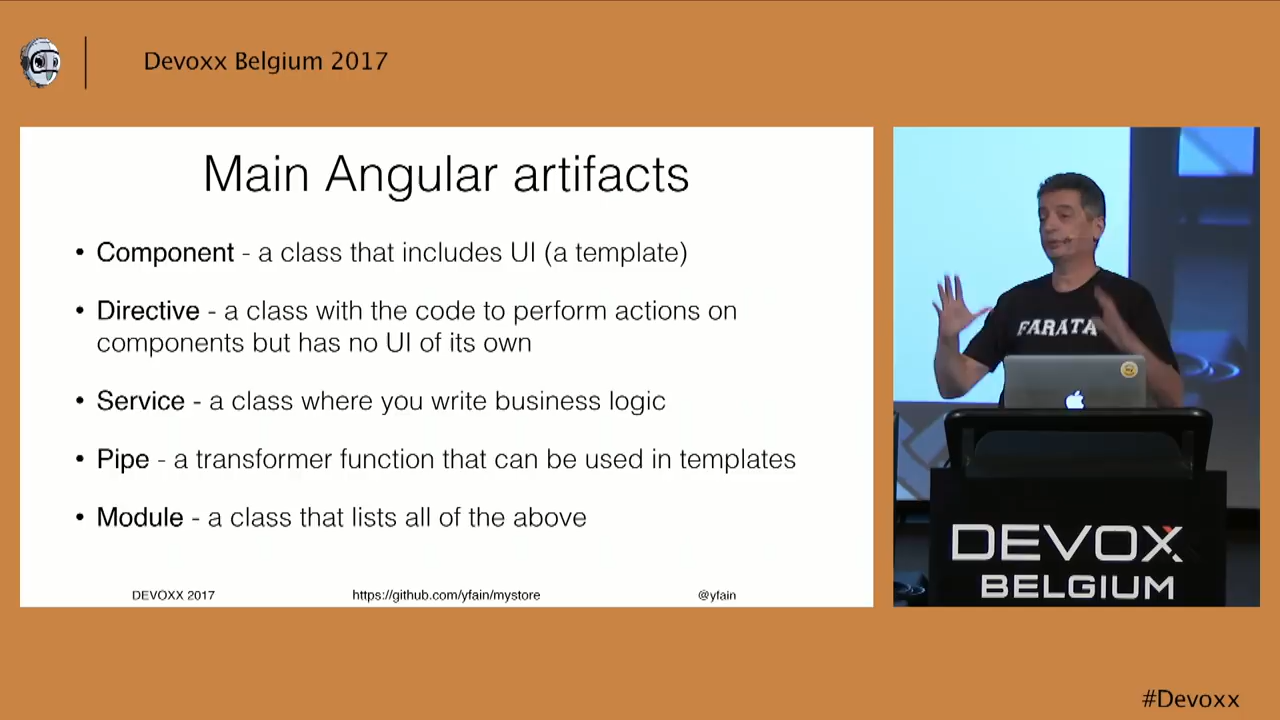 Devoxx Belgium 2017
Main Angular artifacts
• Component - a class that includes UI (a template)
• Directive - a class with the code to perform actions on
components but has no UI of its own
• Service - a class where you write business logic
• Pipe - a transformer function that can be used in templates
• Module - a class that lists all of the above
DEVOXX 2017 https://github.com/yfain/mystore @yfain
FARATA
DEVOXX
BELGIUM
#Devoxx